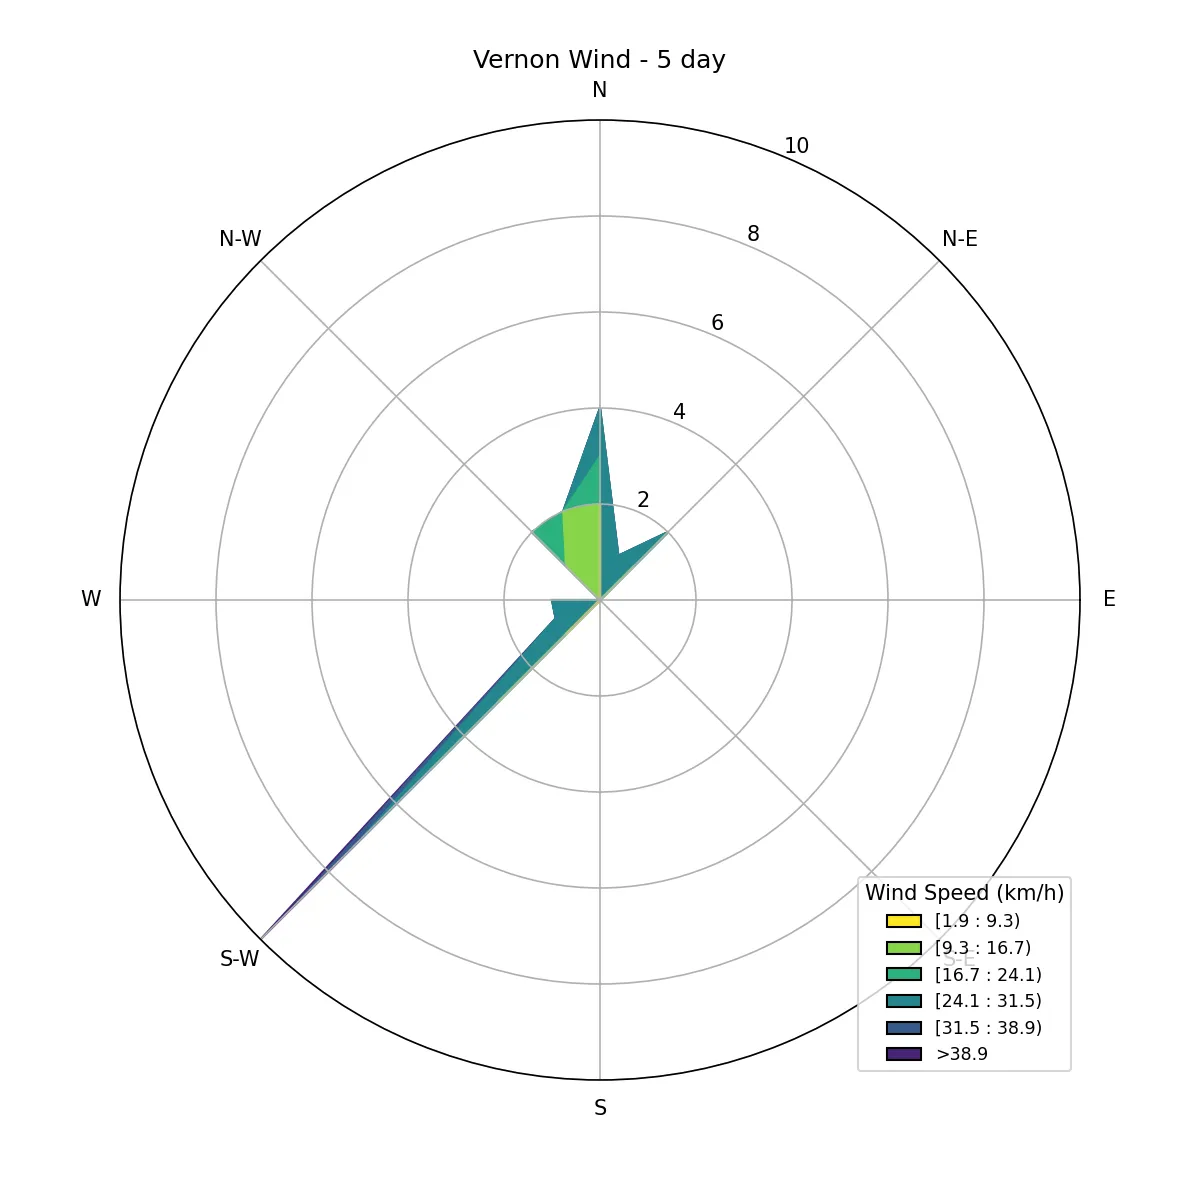 Vernon Wind - 5 day
N
10
N-W
8
N-E
6
4
2
W
E
Wind Speed (km/h)
[1.9 : 9.3)
[9.3 : 16.7)
S-W
S-E
[16.7 : 24.1)
[24.1 : 31.5)
[31.5 : 38.9)
>38.9
S